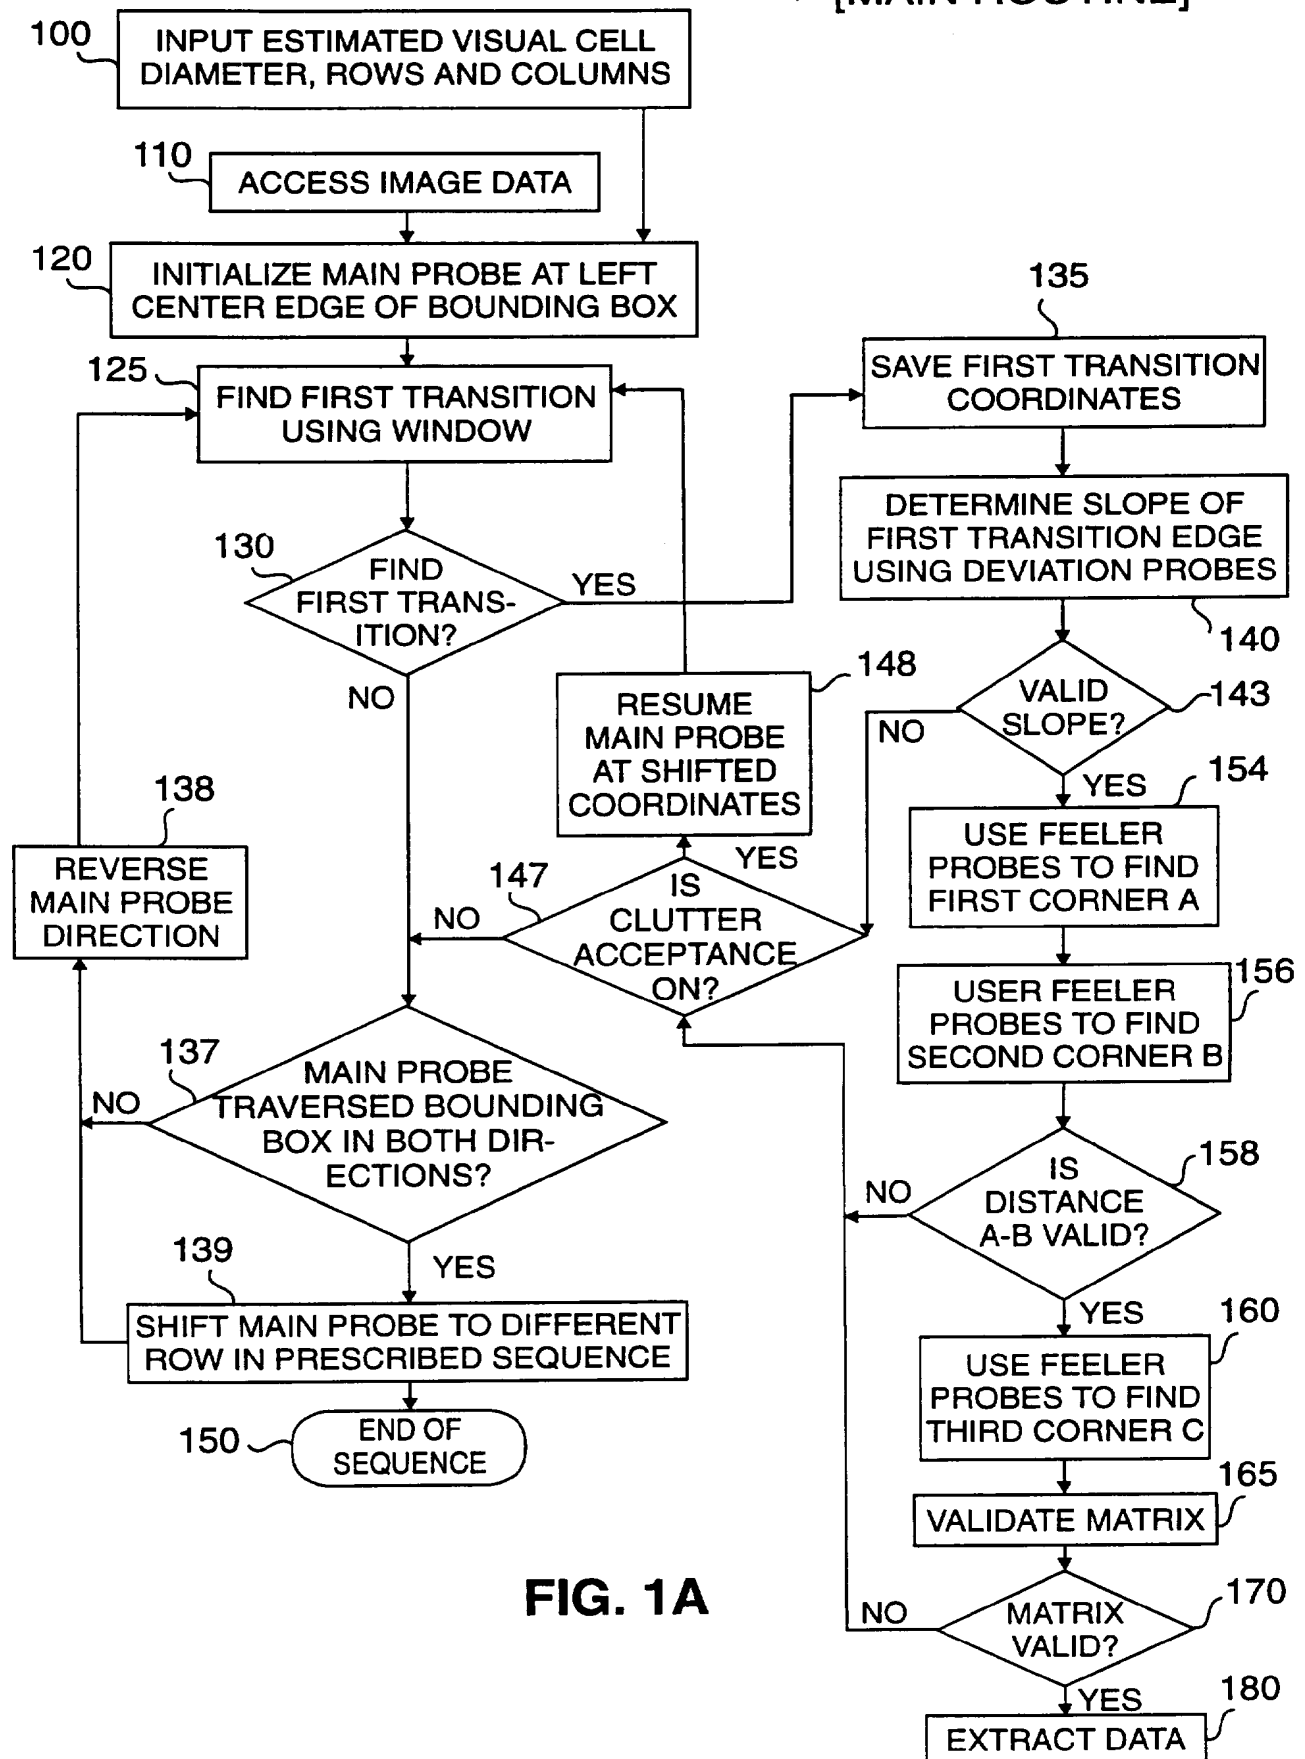 [MAIN ROUTINE]
100
INPUT ESTIMATED VISUAL CELL
DIAMETER, ROWS AND COLUMNS
110
ACCESS IMAGE DATA
120
INITIALIZE MAIN PROBE AT LEFT
CENTER EDGE OF BOUNDING BOX
125
FIND FIRST TRANSITION
USING WINDOW
130
FIND
FIRST TRANS-
ITION?
YES
NO
135
SAVE FIRST TRANSITION
COORDINATES
DETERMINE SLOPE OF
FIRST TRANSITION EDGE
USING DEVIATION PROBES
140
VALID
SLOPE?
143
NO
YES
148
RESUME
MAIN PROBE
AT SHIFTED
COORDINATES
YES
147
IS
CLUTTER
ACCEPTANCE
ON?
NO
138
REVERSE
MAIN PROBE
DIRECTION
137
MAIN PROBE
TRAVERSED BOUNDING
BOX IN BOTH DIR-
ECTIONS?
NO
YES
139
SHIFT MAIN PROBE TO DIFFERENT
ROW IN PRESCRIBED SEQUENCE
150
END OF
SEQUENCE
154
USE FEELER
PROBES TO FIND
FIRST CORNER A
156
USER FEELER
PROBES TO FIND
SECOND CORNER B
158
IS
DISTANCE
A-B VALID?
NO
YES
160
USE FEELER
PROBES TO FIND
THIRD CORNER C
165
VALIDATE MATRIX
170
MATRIX
VALID?
NO
YES
180
EXTRACT DATA
FIG. 1A